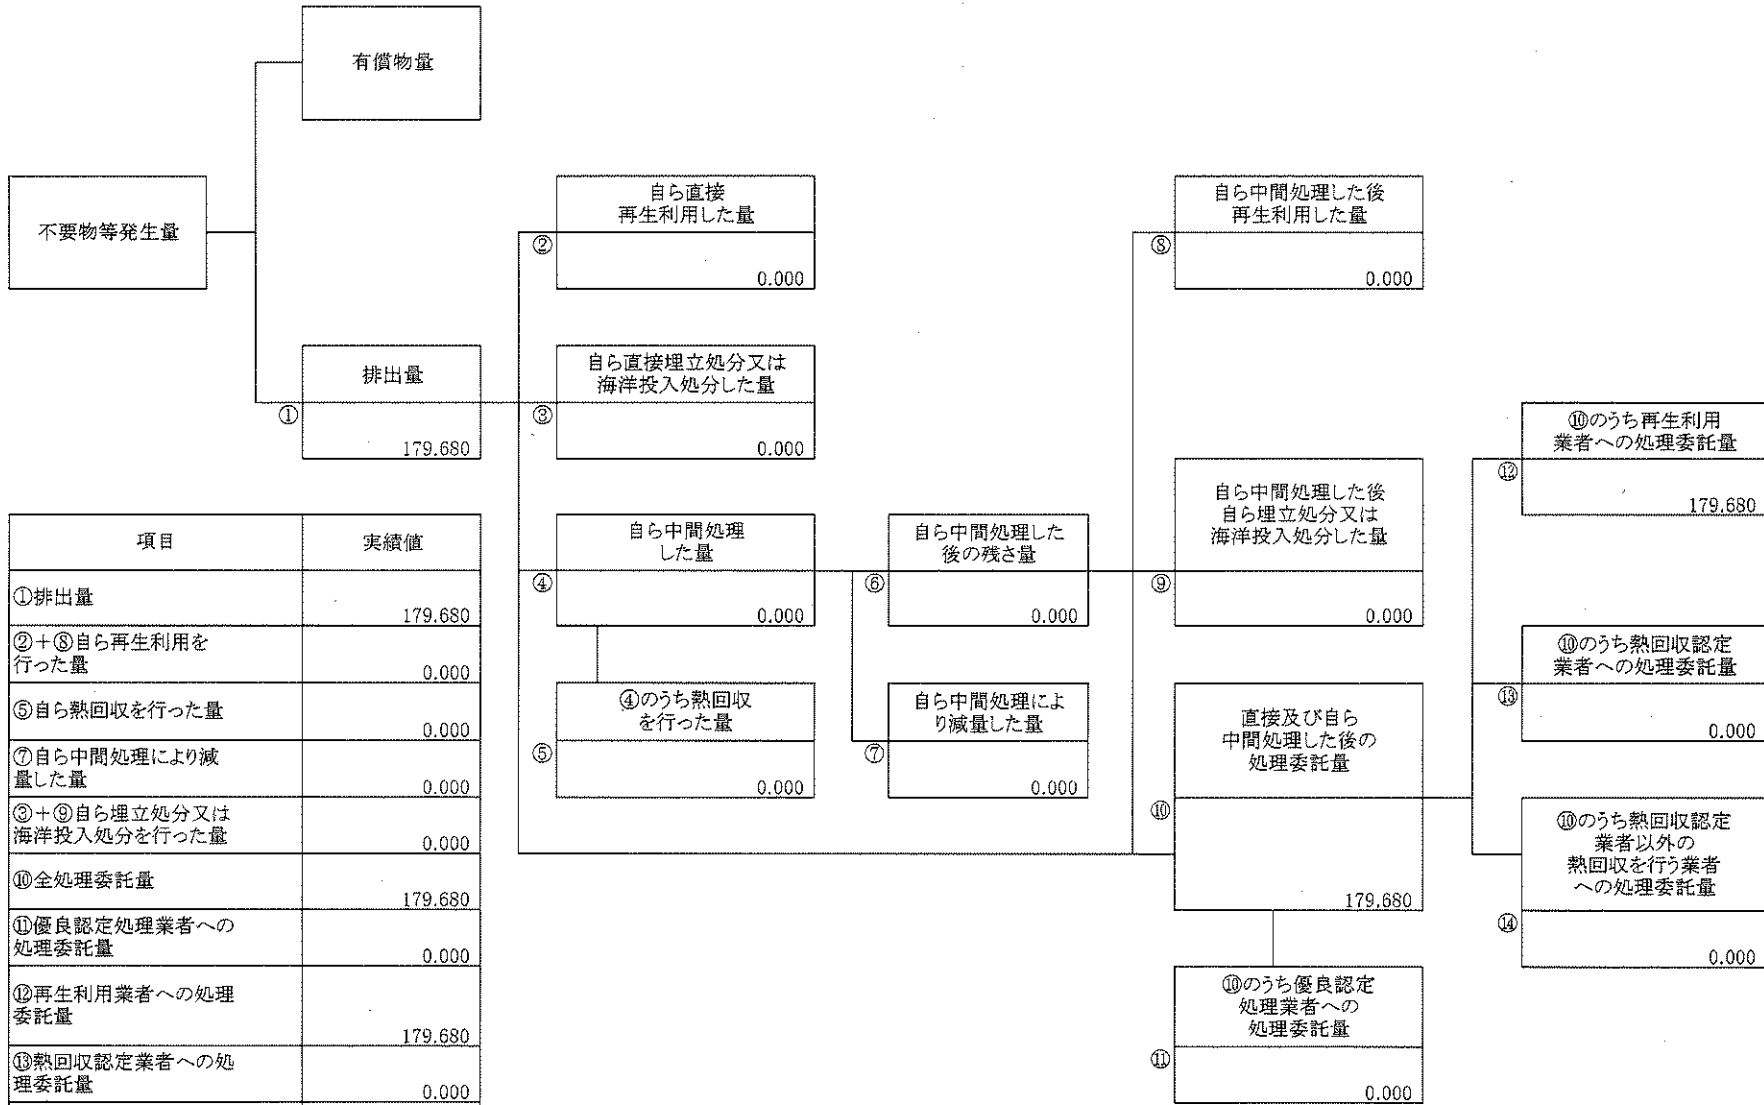 有償物量
不要物等発生量
自ら直接
再生利用した量
②
0.000
自ら中間処理した後
再生利用した量
⑧
0.000
排出量
①
179.680
自ら直接埋立処分又は
海洋投入処分した量
③
0.000
⑩のうち再生利用
業者への処理委託量
⑫
179.680
自ら中間処理
した量
④
0.000
自ら中間処理した
後の残さ量
⑥
0.000
自ら中間処理した後
自ら埋立処分又は
海洋投入処分した量
⑨
0.000
⑩のうち熱回収認定
業者への処理委託量
⑬
0.000
④のうち熱回収
を行った量
⑤
0.000
自ら中間処理によ
り減量した量
⑦
0.000
直接及び自ら
中間処理した後の
処理委託量
⑩
179.680
⑩のうち熱回収認定
業者以外の
熱回収を行う業者
への処理委託量
⑭
0.000
⑩のうち優良認定
処理業者への
処理委託量
⑪
0.000
項目 実績値
①排出量
179.680
②+⑧自ら再生利用を
行った量
0.000
⑤自ら熱回収を行った量
0.000
⑦自ら中間処理により減
量した量
0.000
③+⑨自ら埋立処分又は
海洋投入処分を行った量
0.000
⑩全処理委託量
179.680
⑪優良認定処理業者への
処理委託量
0.000
⑫再生利用業者への処理
委託量
179.680
⑬熱回収認定業者への処
理委託量
0.000